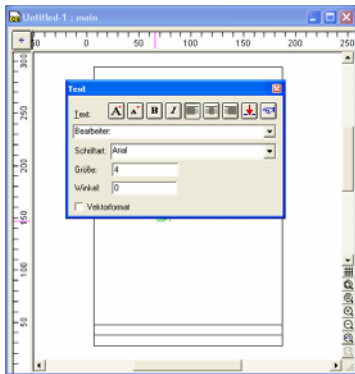 Untitled-1 : main
50 0 50 100 150 200 250
300
250
200
150
100
50
Text
Text: A A B I
Bearbeiter:
Schriftart: Arial
Größe: 4
Winkel: 0
Vektorformat